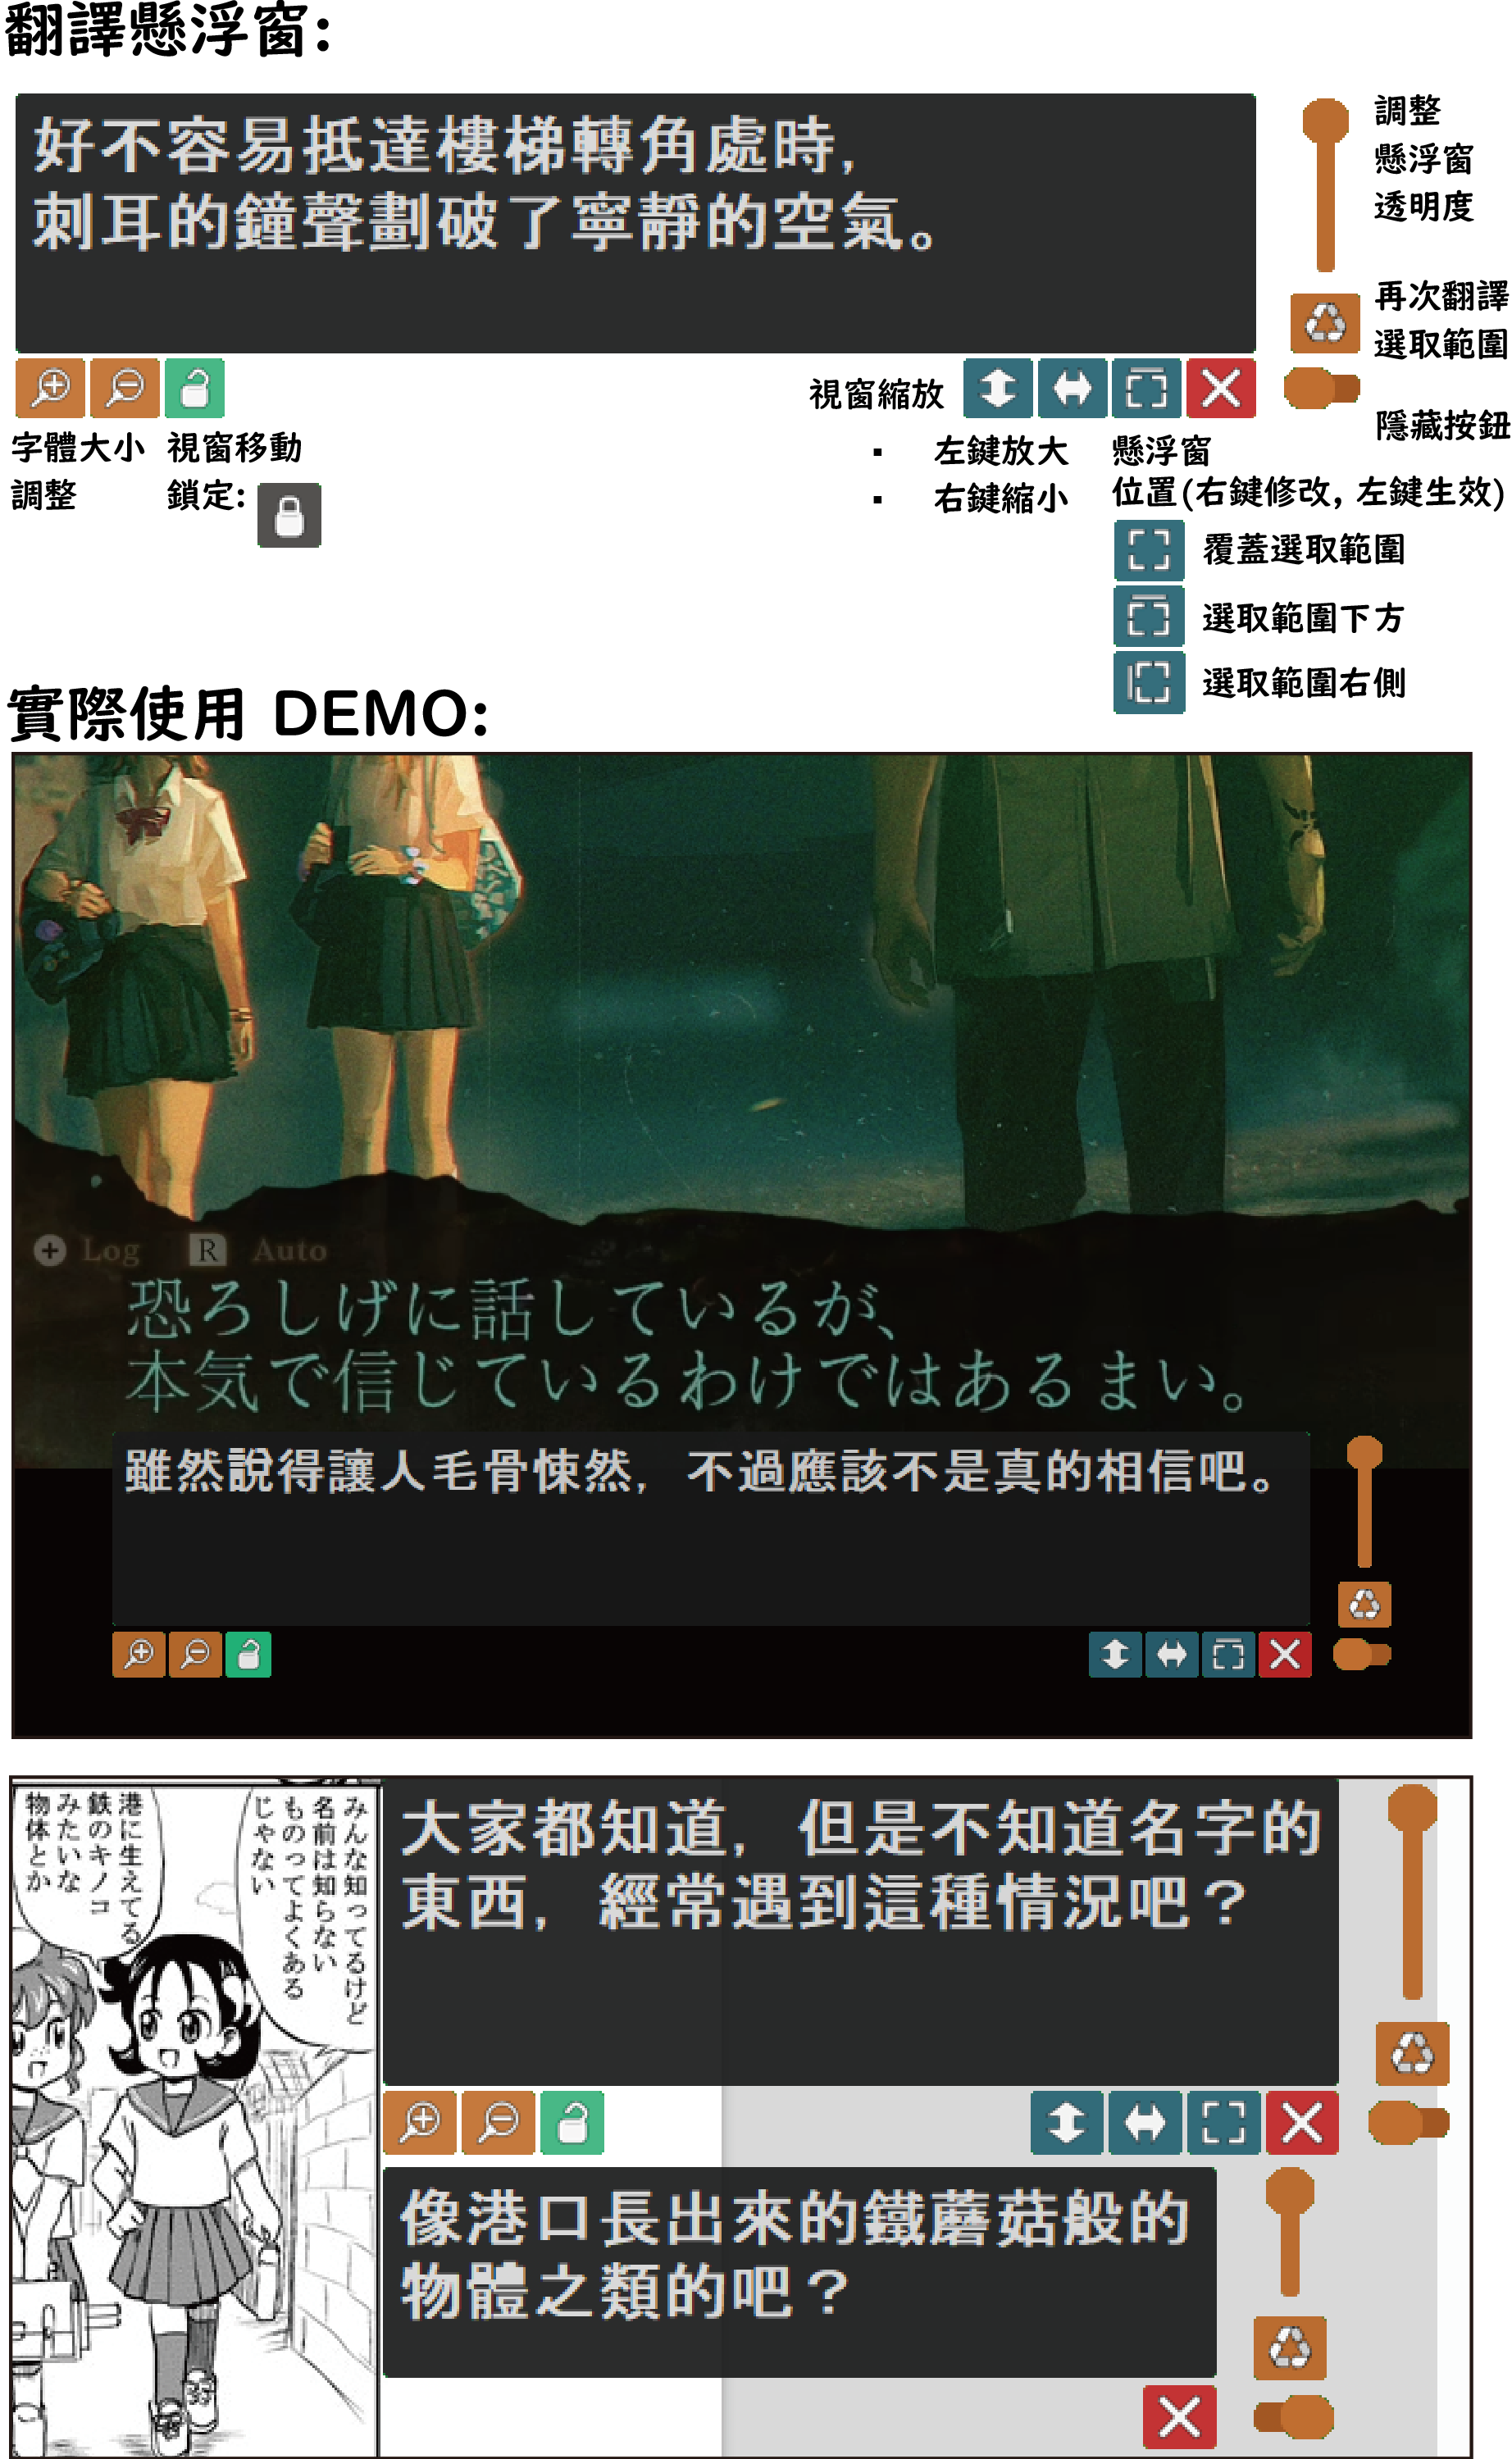 翻譯懸浮窗:
好不容易抵達樓梯轉角處時,
刺耳的鐘聲劃破了寧靜的空氣。
調整
懸浮窗
透明度
再次翻譯
選取範圍
隱藏按鈕
字體大小
調整
視窗移動
鎖定:
視窗縮放
▪ 左鍵放大
▪ 右鍵縮小
懸浮窗
位置(右鍵修改, 左鍵生效)
覆蓋選取範圍
選取範圍下方
選取範圍右側
實際使用 DEMO:
Log R Auto
恐ろしげに話しているが、
本気で信じているわけではあるまい。
雖然說得讓人毛骨悚然, 不過應該不是真的相信吧。
みんな知ってるけど
名前は知らない
ものってよくある
じゃない
港に生えてる
鉄のキノコ
みたいな
物体とか
大家都知道, 但是不知道名字的
東西, 經常遇到這種情況吧？
像港口長出來的鐵蘑菇般的
物體之類的吧？